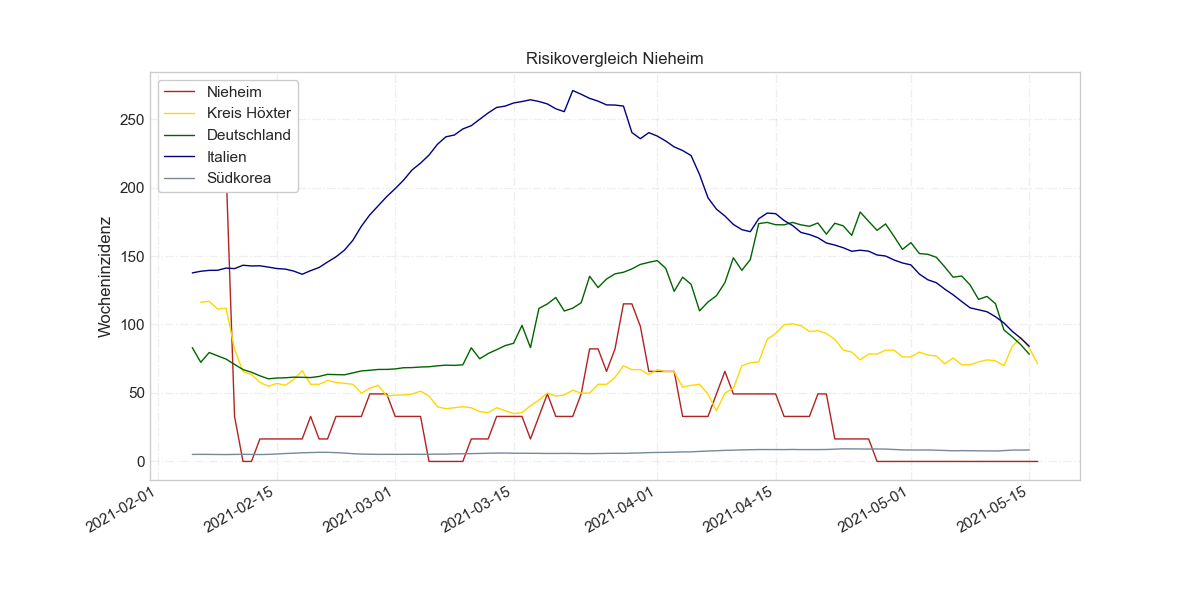 Risikovergleich Nieheim
Nieheim
Kreis Höxter
Deutschland
Italien
Südkorea
Wocheninzidenz
250
200
150
100
50
0
2021-02-01
2021-02-15
2021-03-01
2021-03-15
2021-04-01
2021-04-15
2021-05-01
2021-05-15